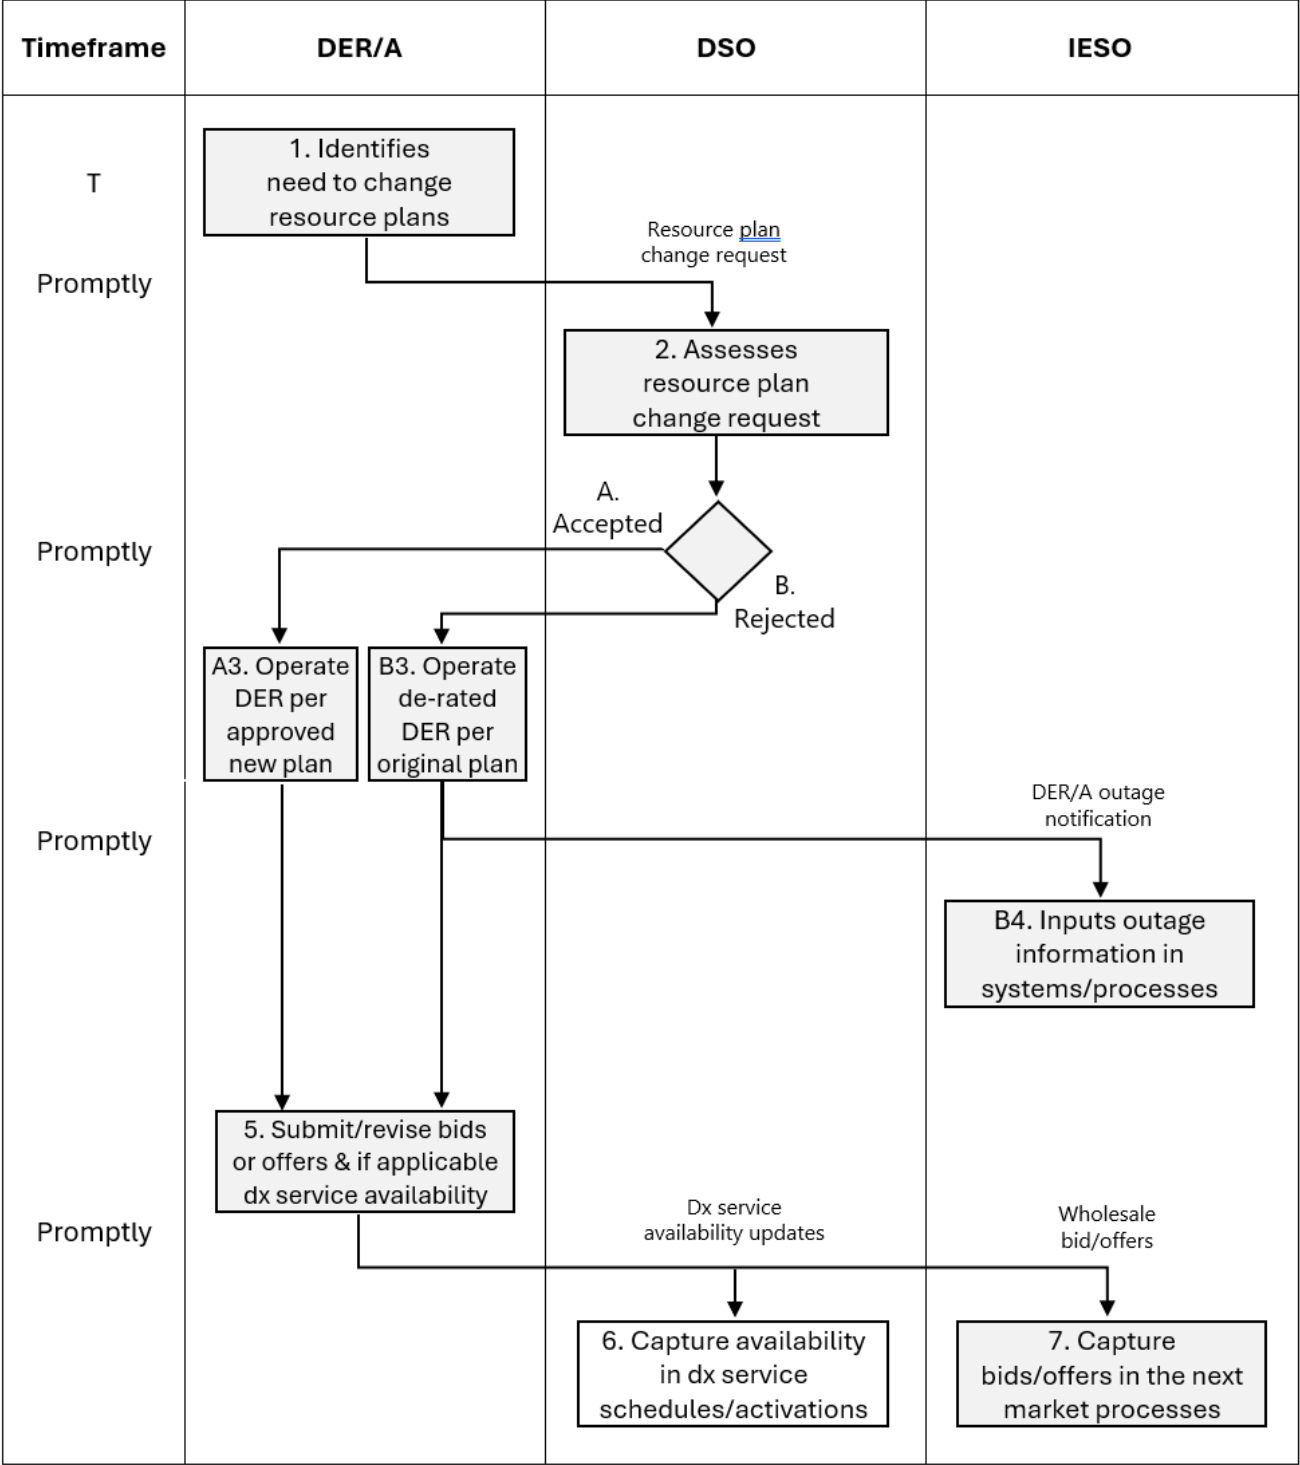 Timeframe
DER/A
DSO
IESO
T
1. Identifies
need to change
resource plans
Resource plan
change request
Promptly
2. Assesses
resource plan
change request
A.
Accepted
Promptly
B.
Rejected
A3. Operate
DER per
approved
new plan
B3. Operate
de-rated
DER per
original plan
DER/A outage
notification
Promptly
B4. Inputs outage
information in
systems/processes
5. Submit/revise bids
or offers & if applicable
dx service availability
Dx service
availability updates
Wholesale
bid/offers
Promptly
6. Capture availability
in dx service
schedules/activations
7. Capture
bids/offers in the next
market processes